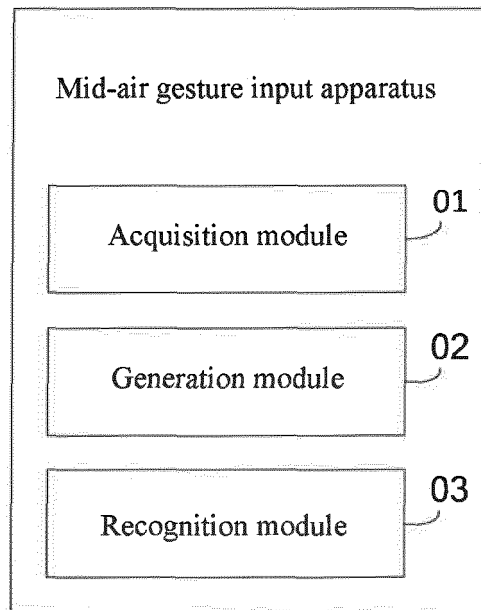 Mid-air gesture input apparatus
01
Acquisition module
02
Generation module
03
Recognition module